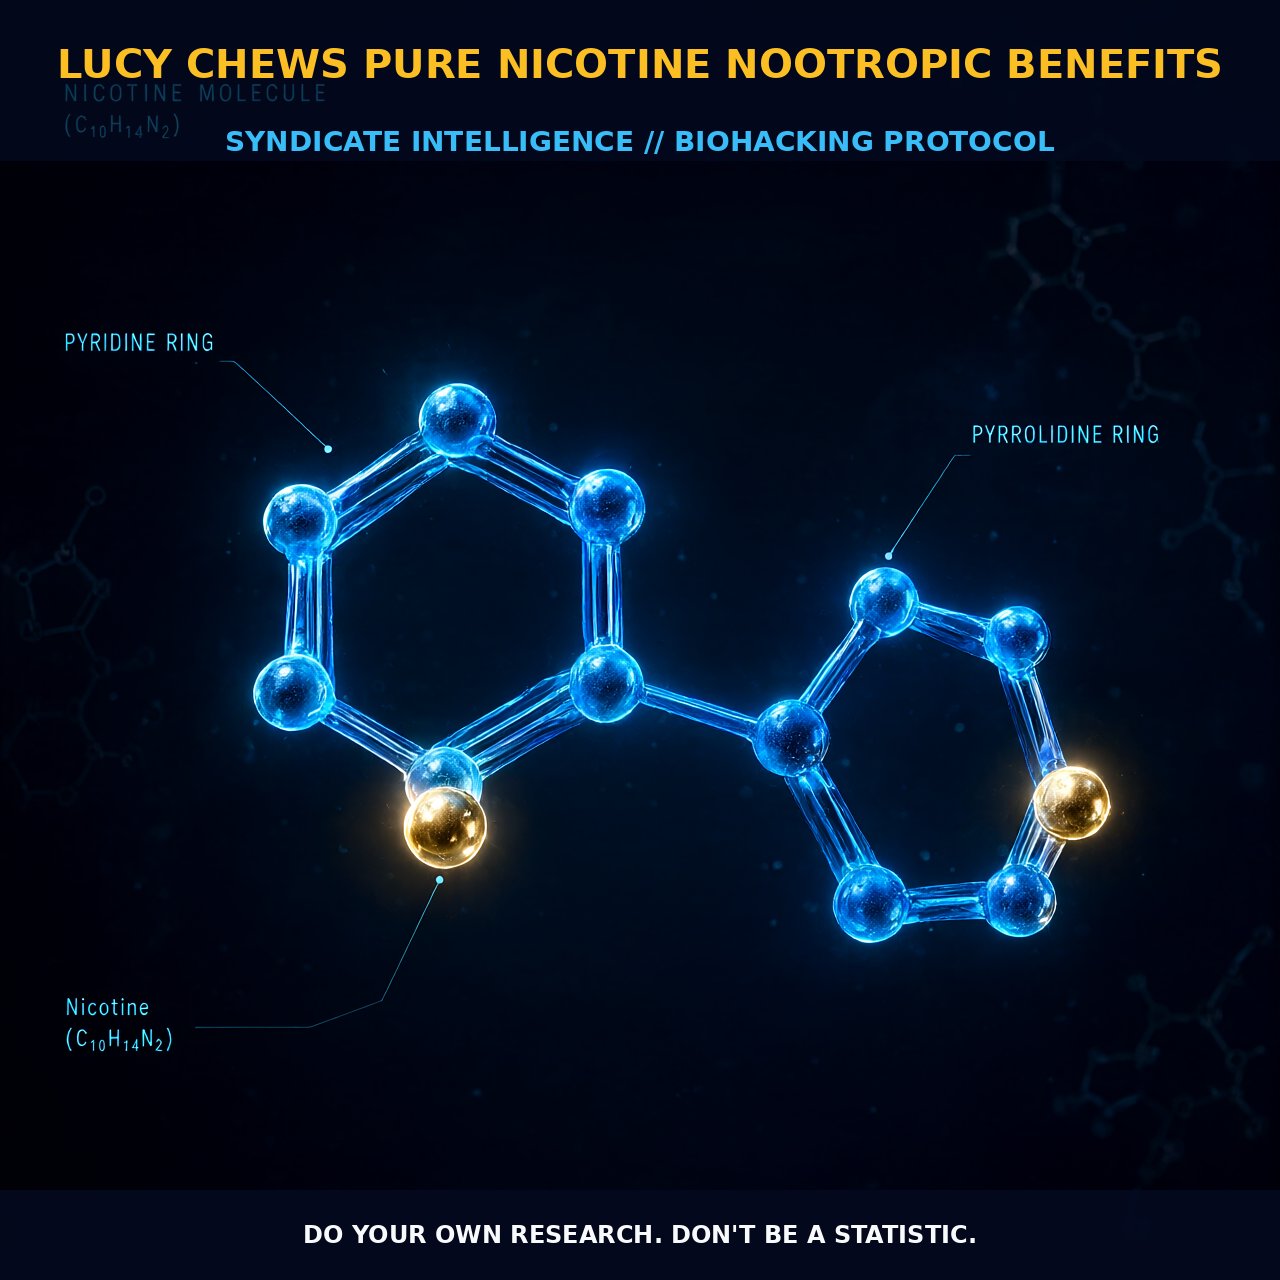 LUCY CHEWS PURE NICOTINE NOOTROPIC BENEFITS
NICOTINE MOLECULE
(C₁₀H₁₄N₂)
SYNDICATE INTELLIGENCE // BIOHACKING PROTOCOL
PYRIDINE RING
PYRROLIDINE RING
Nicotine
(C₁₀H₁₄N₂)
DO YOUR OWN RESEARCH. DON'T BE A STATISTIC.